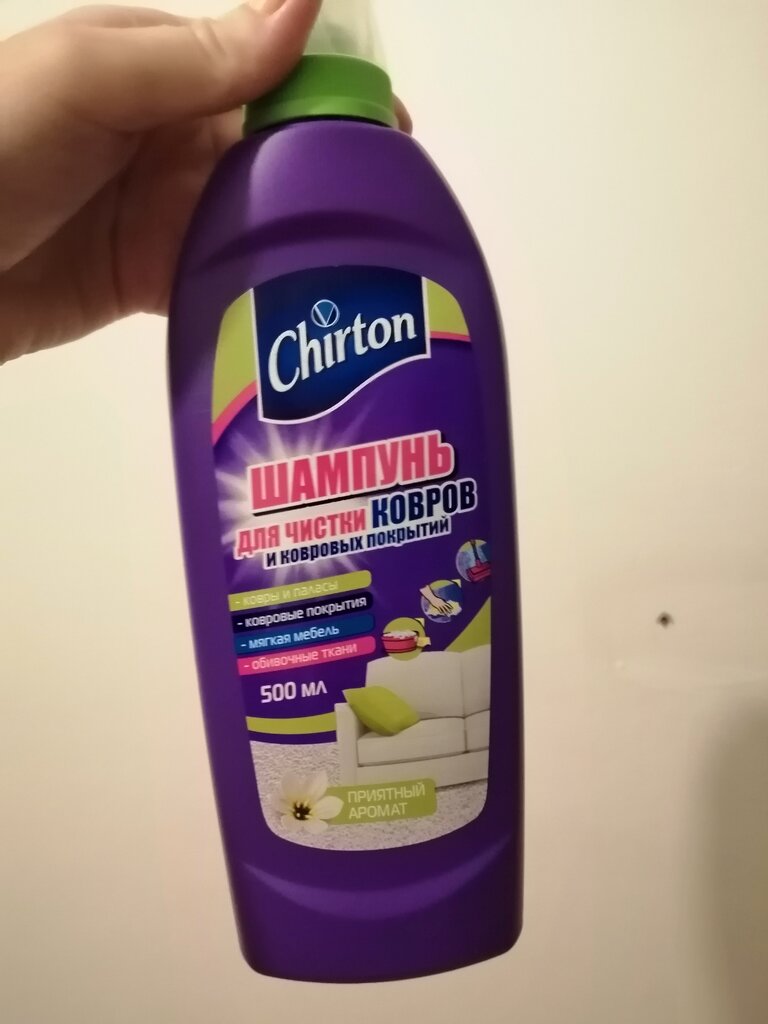 Chirton
ШАМПУНЬ
ДЛЯ ЧИСТКИ КОВРОВ
И КОВРОВЫХ ПОКРЫТИЙ
- ковры и паласы
- ковровые покрытия
- мягкая мебель
- обивочные ткани
500 мл
ПРИЯТНЫЙ
АРОМАТ